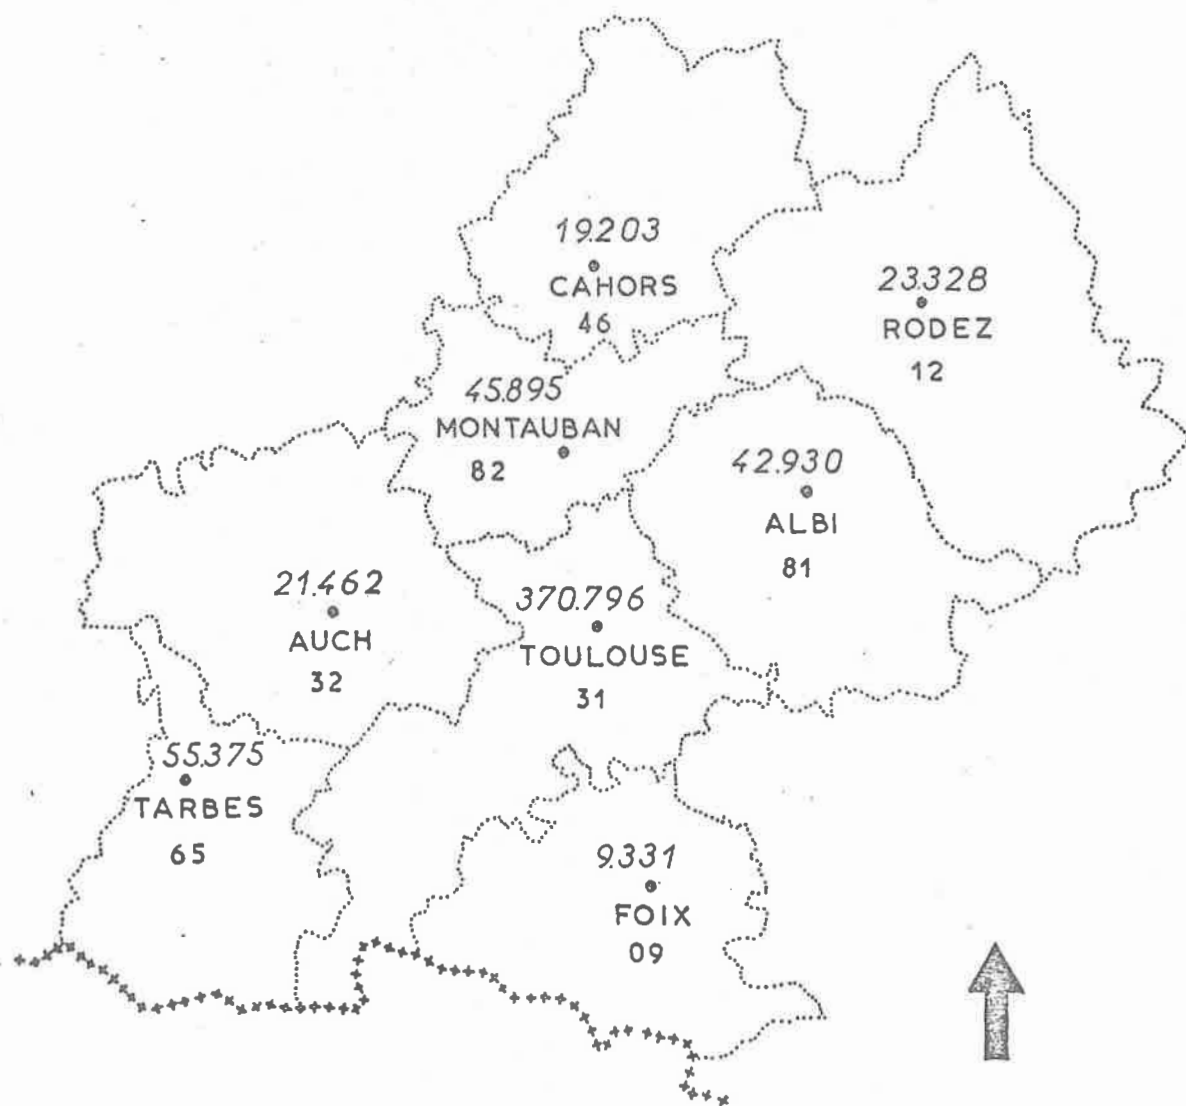 19.203
CAHORS
46
23.328
RODEZ
12
45.895
MONTAUBAN
82
42.930
ALBI
81
21.462
AUCH
32
370.796
TOULOUSE
31
55.375
TARBES
65
9.331
FOIX
09